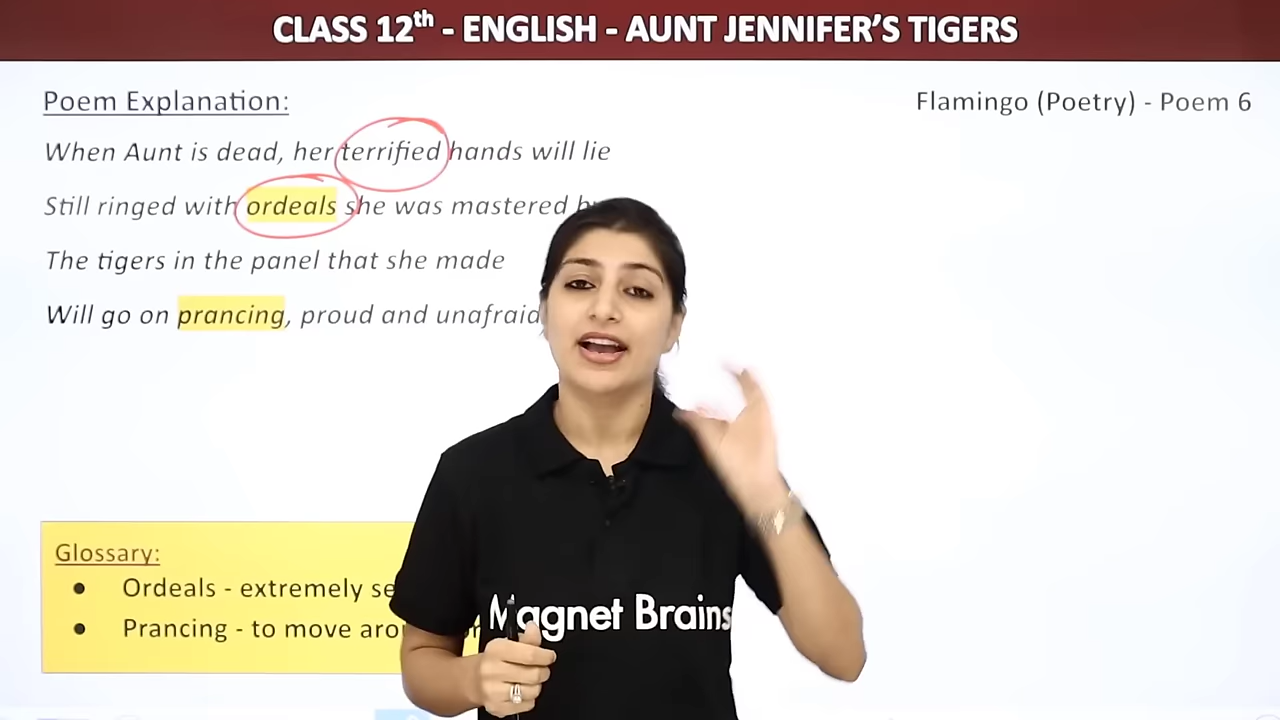 CLASS 12th - ENGLISH - AUNT JENNIFER'S TIGERS
Poem Explanation:
Flamingo (Poetry) - Poem 6
When Aunt is dead, her terrified hands will lie
Still ringed with ordeals she was mastered
The tigers in the panel that she made
Will go on prancing, proud and unafraid
Glossary:
● Ordeals - extremely
● Prancing - to move
Magnet Brains